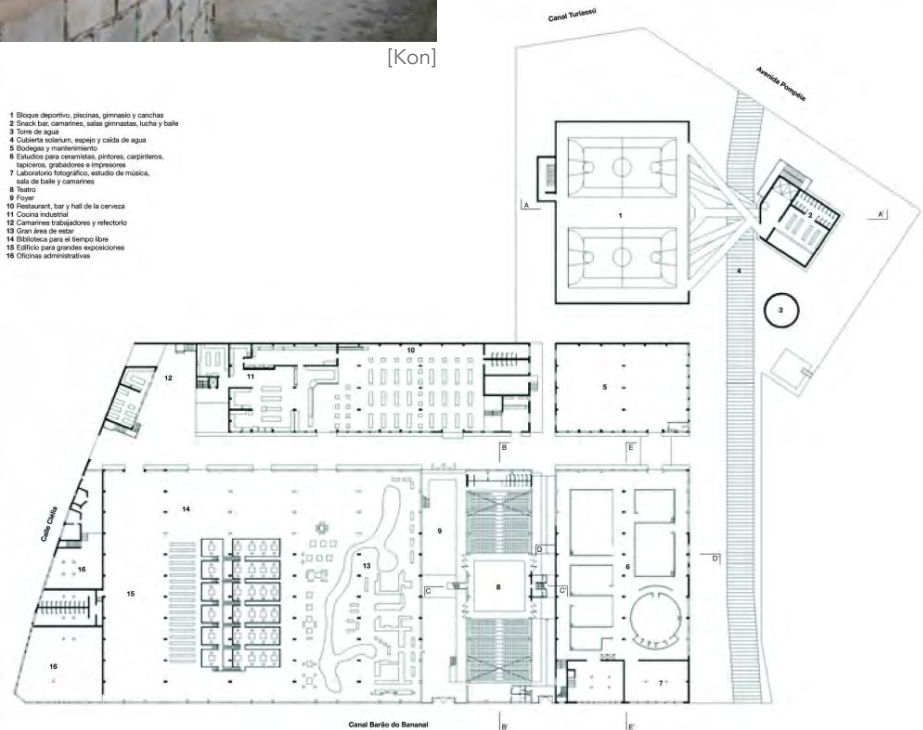 [Kon]
1 Bloque deportivo, piscinas, gimnasio y canchas
2 Snack bar, camarines, salas gimnastas, lucha y baile
3 Torre de agua
4 Cubierta solarium, espejo y caída de agua
5 Bodegas y mantenimiento
6 Estudios para ceramistas, pintores, carpinteros,
tapiceros, grabadores e impresores
7 Laboratorio fotográfico, estudio de música,
sala de baile y camarines
8 Teatro
9 Foyer
10 Restaurant, bar y hall de la cerveza
11 Cocina industrial
12 Camarines trabajadores y refectorio
13 Gran área de estar
14 Biblioteca para el tiempo libre
15 Edificio para grandes exposiciones
16 Oficinas administrativas
Canal Turiassú
Avenida Pompéia
A
1
2
A'
4
3
10
11
12
5
B
E
14
9
13
D
6
D'
Calle Clélia
16
15
C
8
C'
16
7
Canal Barão do Bananal
B'
E'